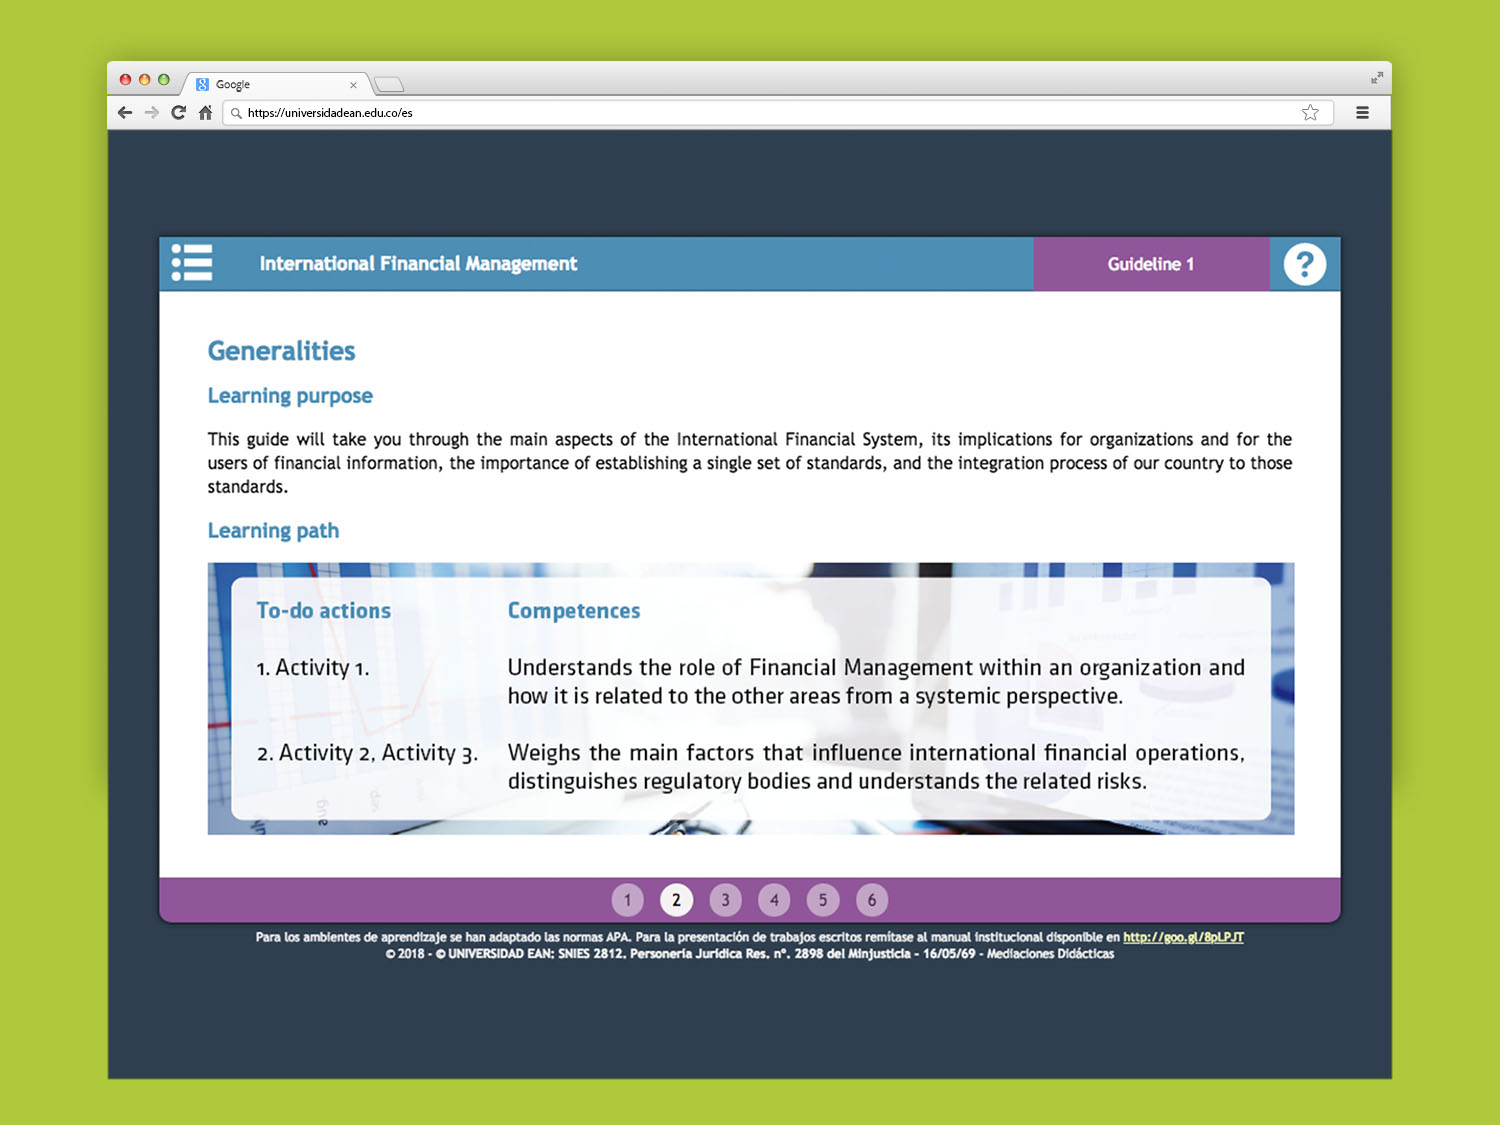 Google
https://universidadean.edu.co/es
International Financial Management
Guideline 1
?
Generalities
Learning purpose
This guide will take you through the main aspects of the International Financial System, its implications for organizations and for the
users of financial information, the importance of establishing a single set of standards, and the integration process of our country to those
standards.
Learning path
To-do actions
Competences
1. Activity 1.
Understands the role of Financial Management within an organization and
how it is related to the other areas from a systemic perspective.
2. Activity 2, Activity 3.
Weighs the main factors that influence international financial operations,
distinguishes regulatory bodies and understands the related risks.
1 2 3 4 5 6
Para los ambientes de aprendizaje se han adaptado las normas APA. Para la presentación de trabajos escritos remítase al manual institucional disponible en http://goo.gl/8pLPJT
© 2018 - © UNIVERSIDAD EAN: SNIES 2812. Personería Jurídica Res. nº. 2898 del Minjusticia - 16/05/69 - Mediaciones Didácticas